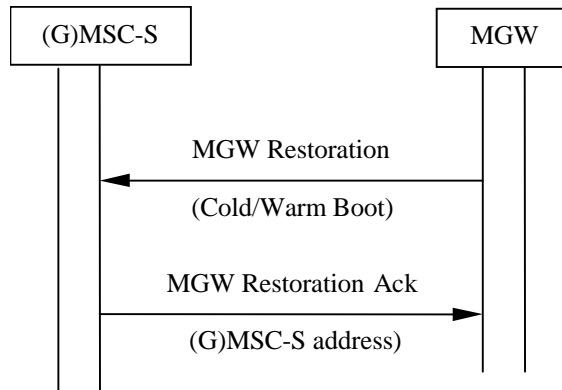 (G)MSC-S
MGW
MGW Restoration
(Cold/Warm Boot)
MGW Restoration Ack
(G)MSC-S address)